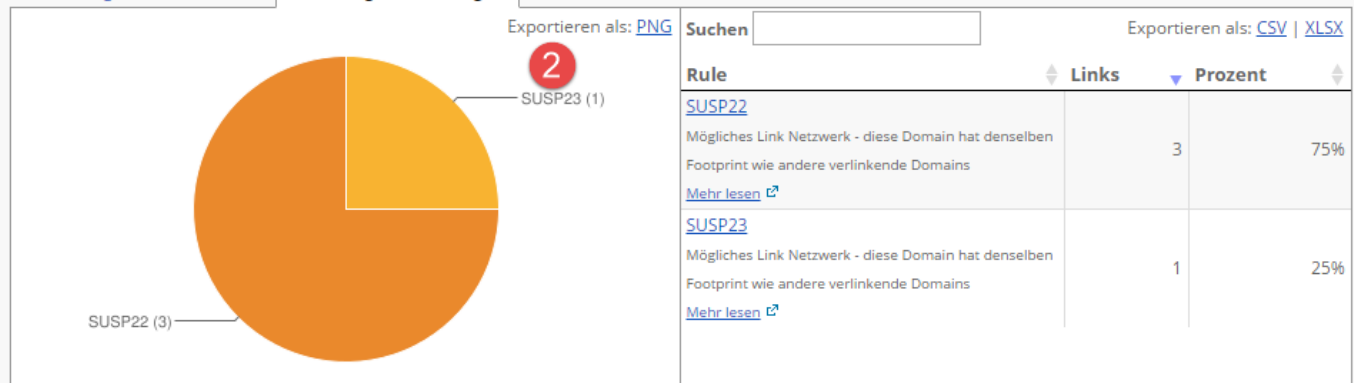 Exportieren als: PNG
2
SUSP23 (1)
SUSP22 (3)
Suchen
Exportieren als: CSV | XLSX
Rule Links Prozent
SUSP22
Mögliches Link Netzwerk - diese Domain hat denselben
Footprint wie andere verlinkende Domains
Mehr lesen
3 75%
SUSP23
Mögliches Link Netzwerk - diese Domain hat denselben
Footprint wie andere verlinkende Domains
Mehr lesen
1 25%